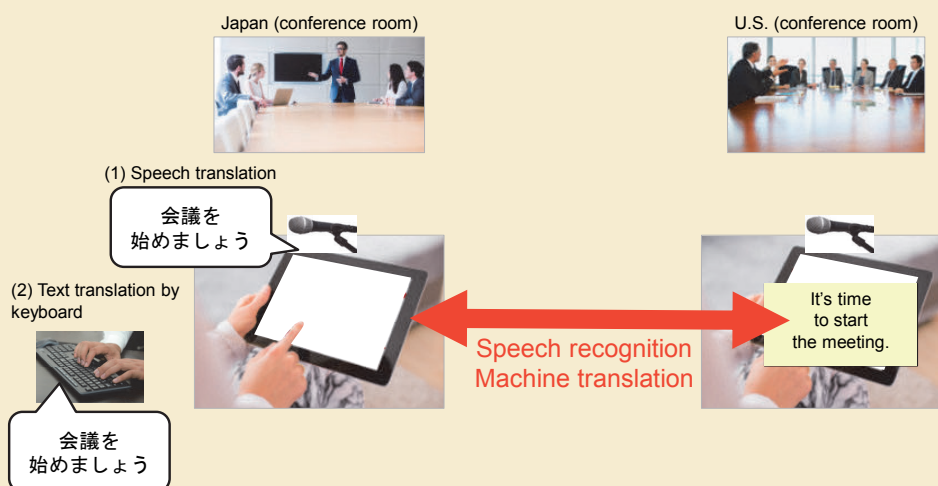 Japan (conference room)
U.S. (conference room)
(1) Speech translation
会議を
始めましょう
(2) Text translation by
keyboard
It's time
to start
the meeting.
Speech recognition
Machine translation
会議を
始めましょう